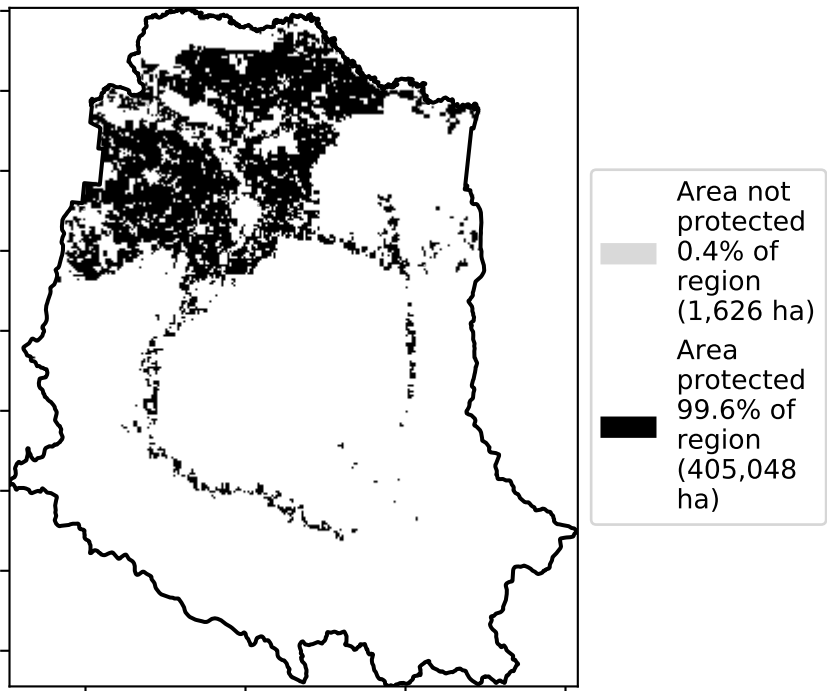 Area not
protected
0.4% of
region
(1,626 ha)
Area
protected
99.6% of
region
(405,048
ha)